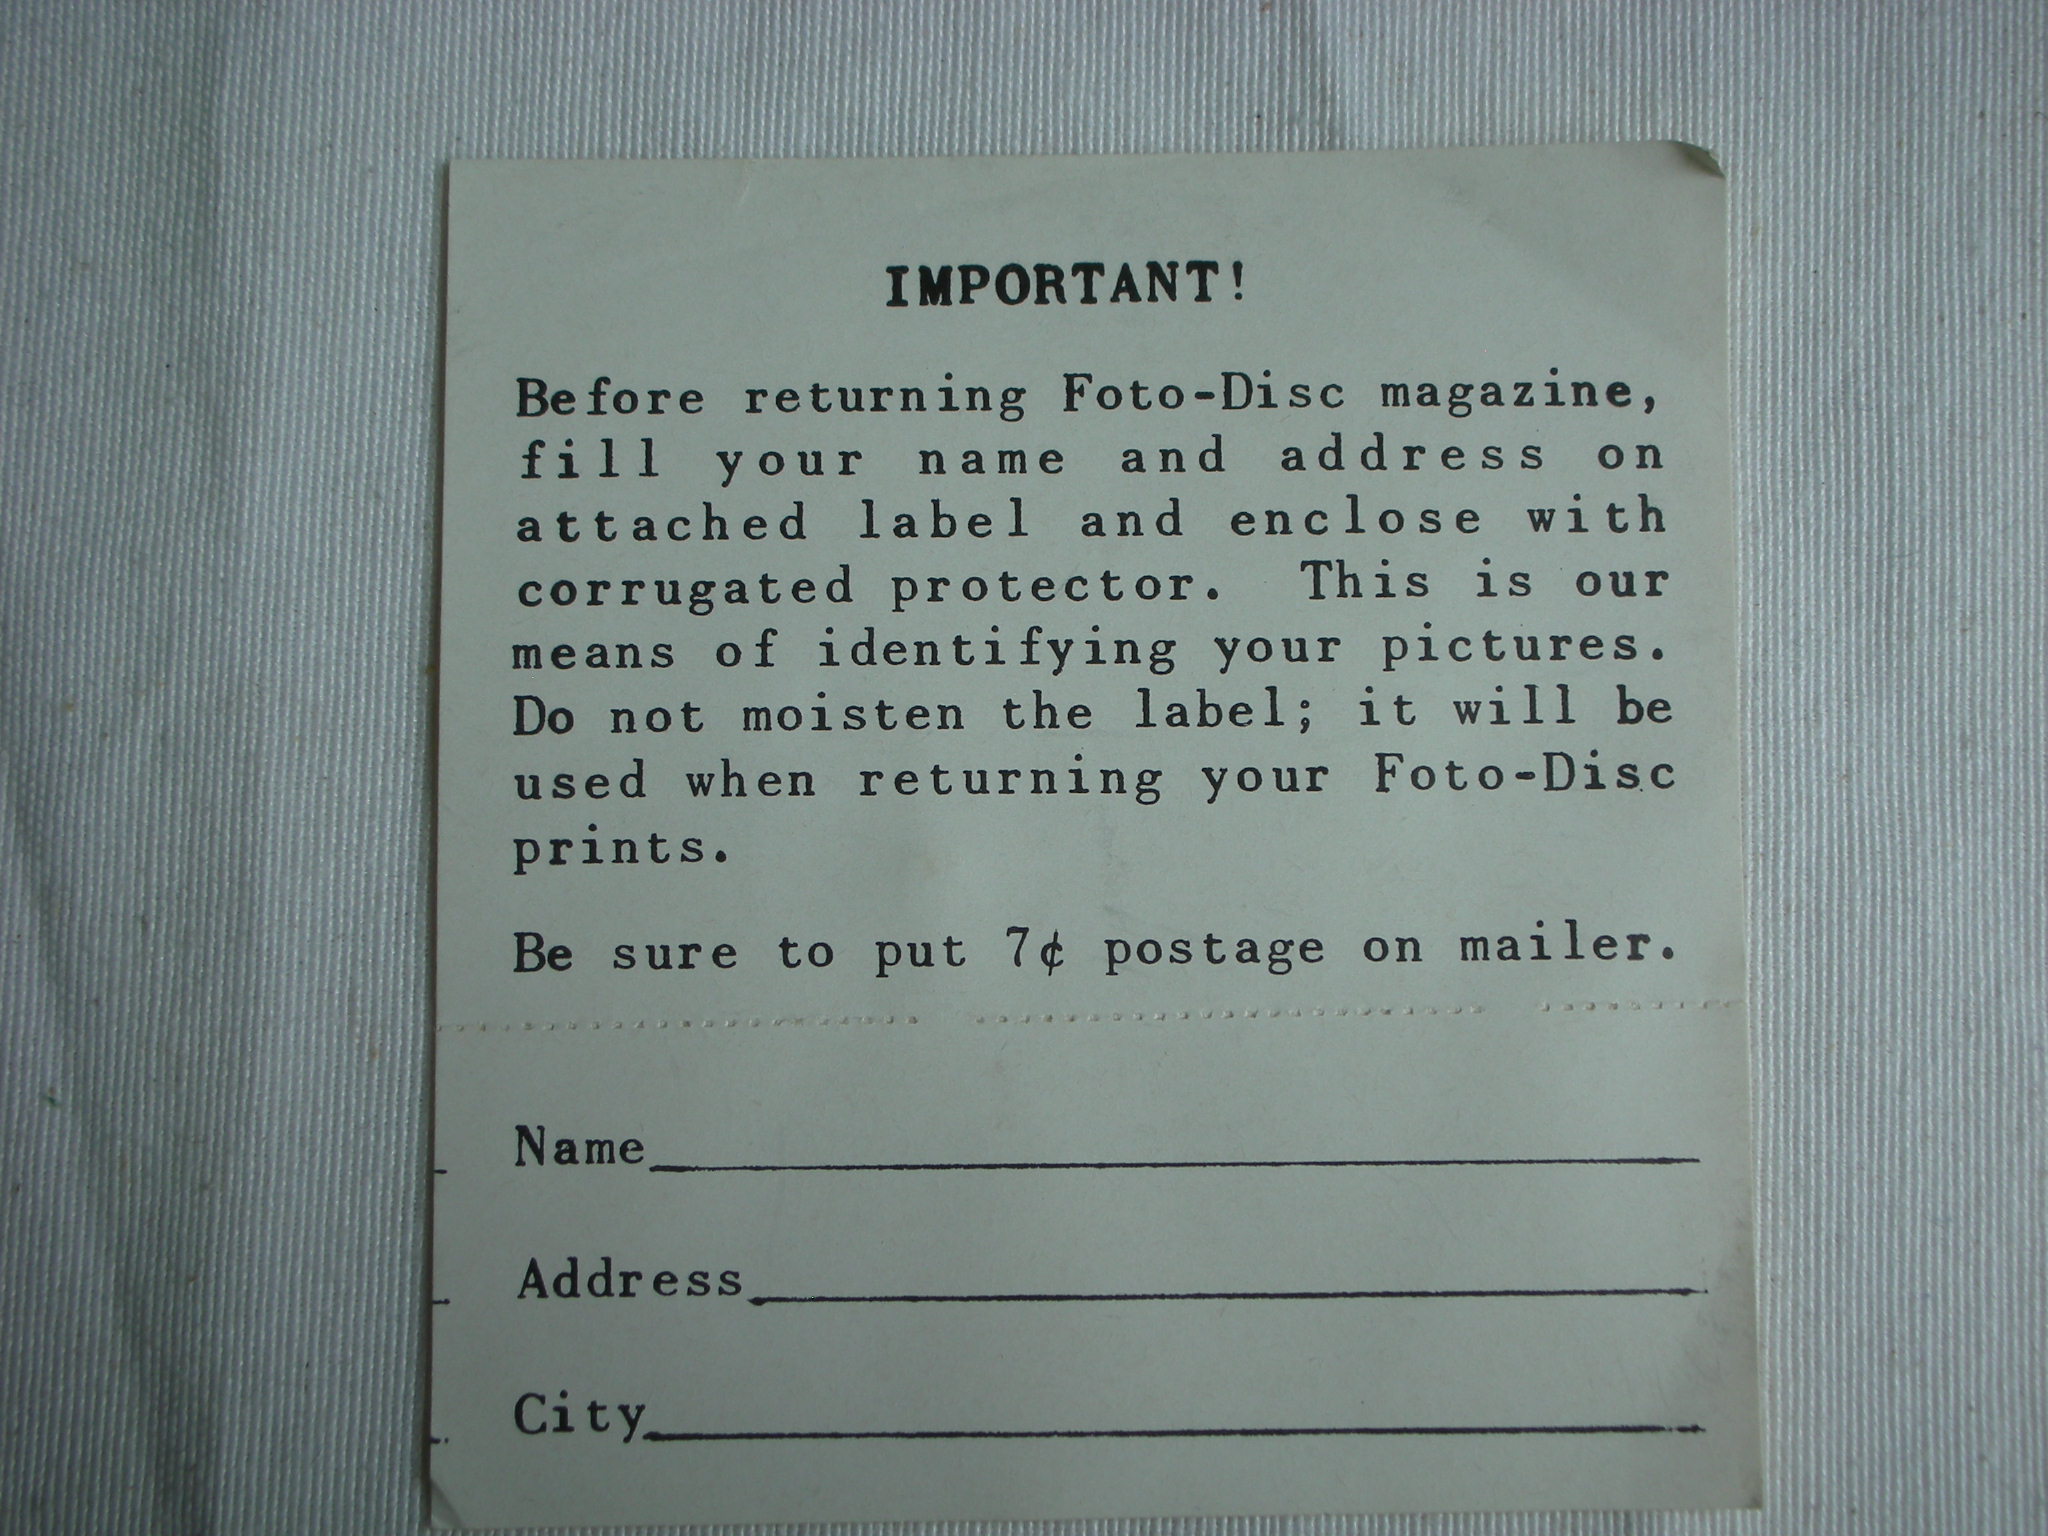 IMPORTANT!
Before returning Foto-Disc magazine,
fill your name and address on
attached label and enclose with
corrugated protector. This is our
means of identifying your pictures.
Do not moisten the label; it will be
used when returning your Foto-Disc
prints.
Be sure to put 7¢ postage on mailer.
Name
Address
City